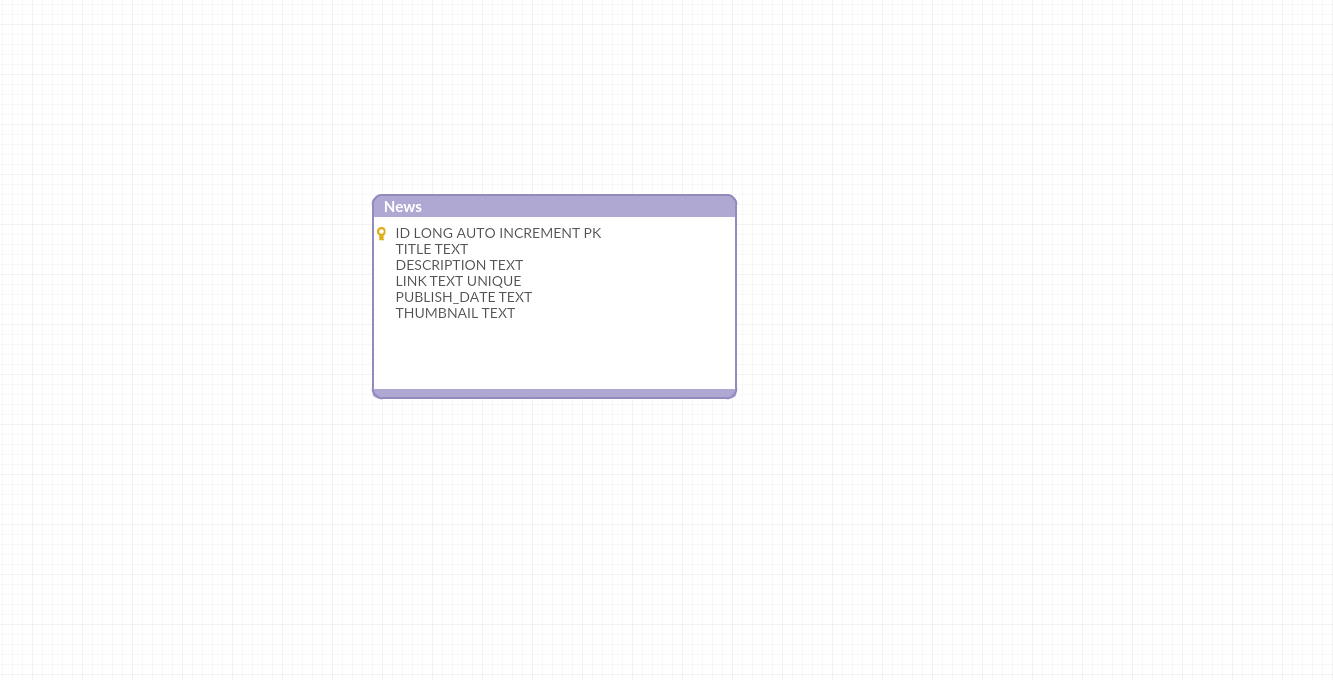 News
ID LONG AUTO INCREMENT PK
TITLE TEXT
DESCRIPTION TEXT
LINK TEXT UNIQUE
PUBLISH_DATE TEXT
THUMBNAIL TEXT